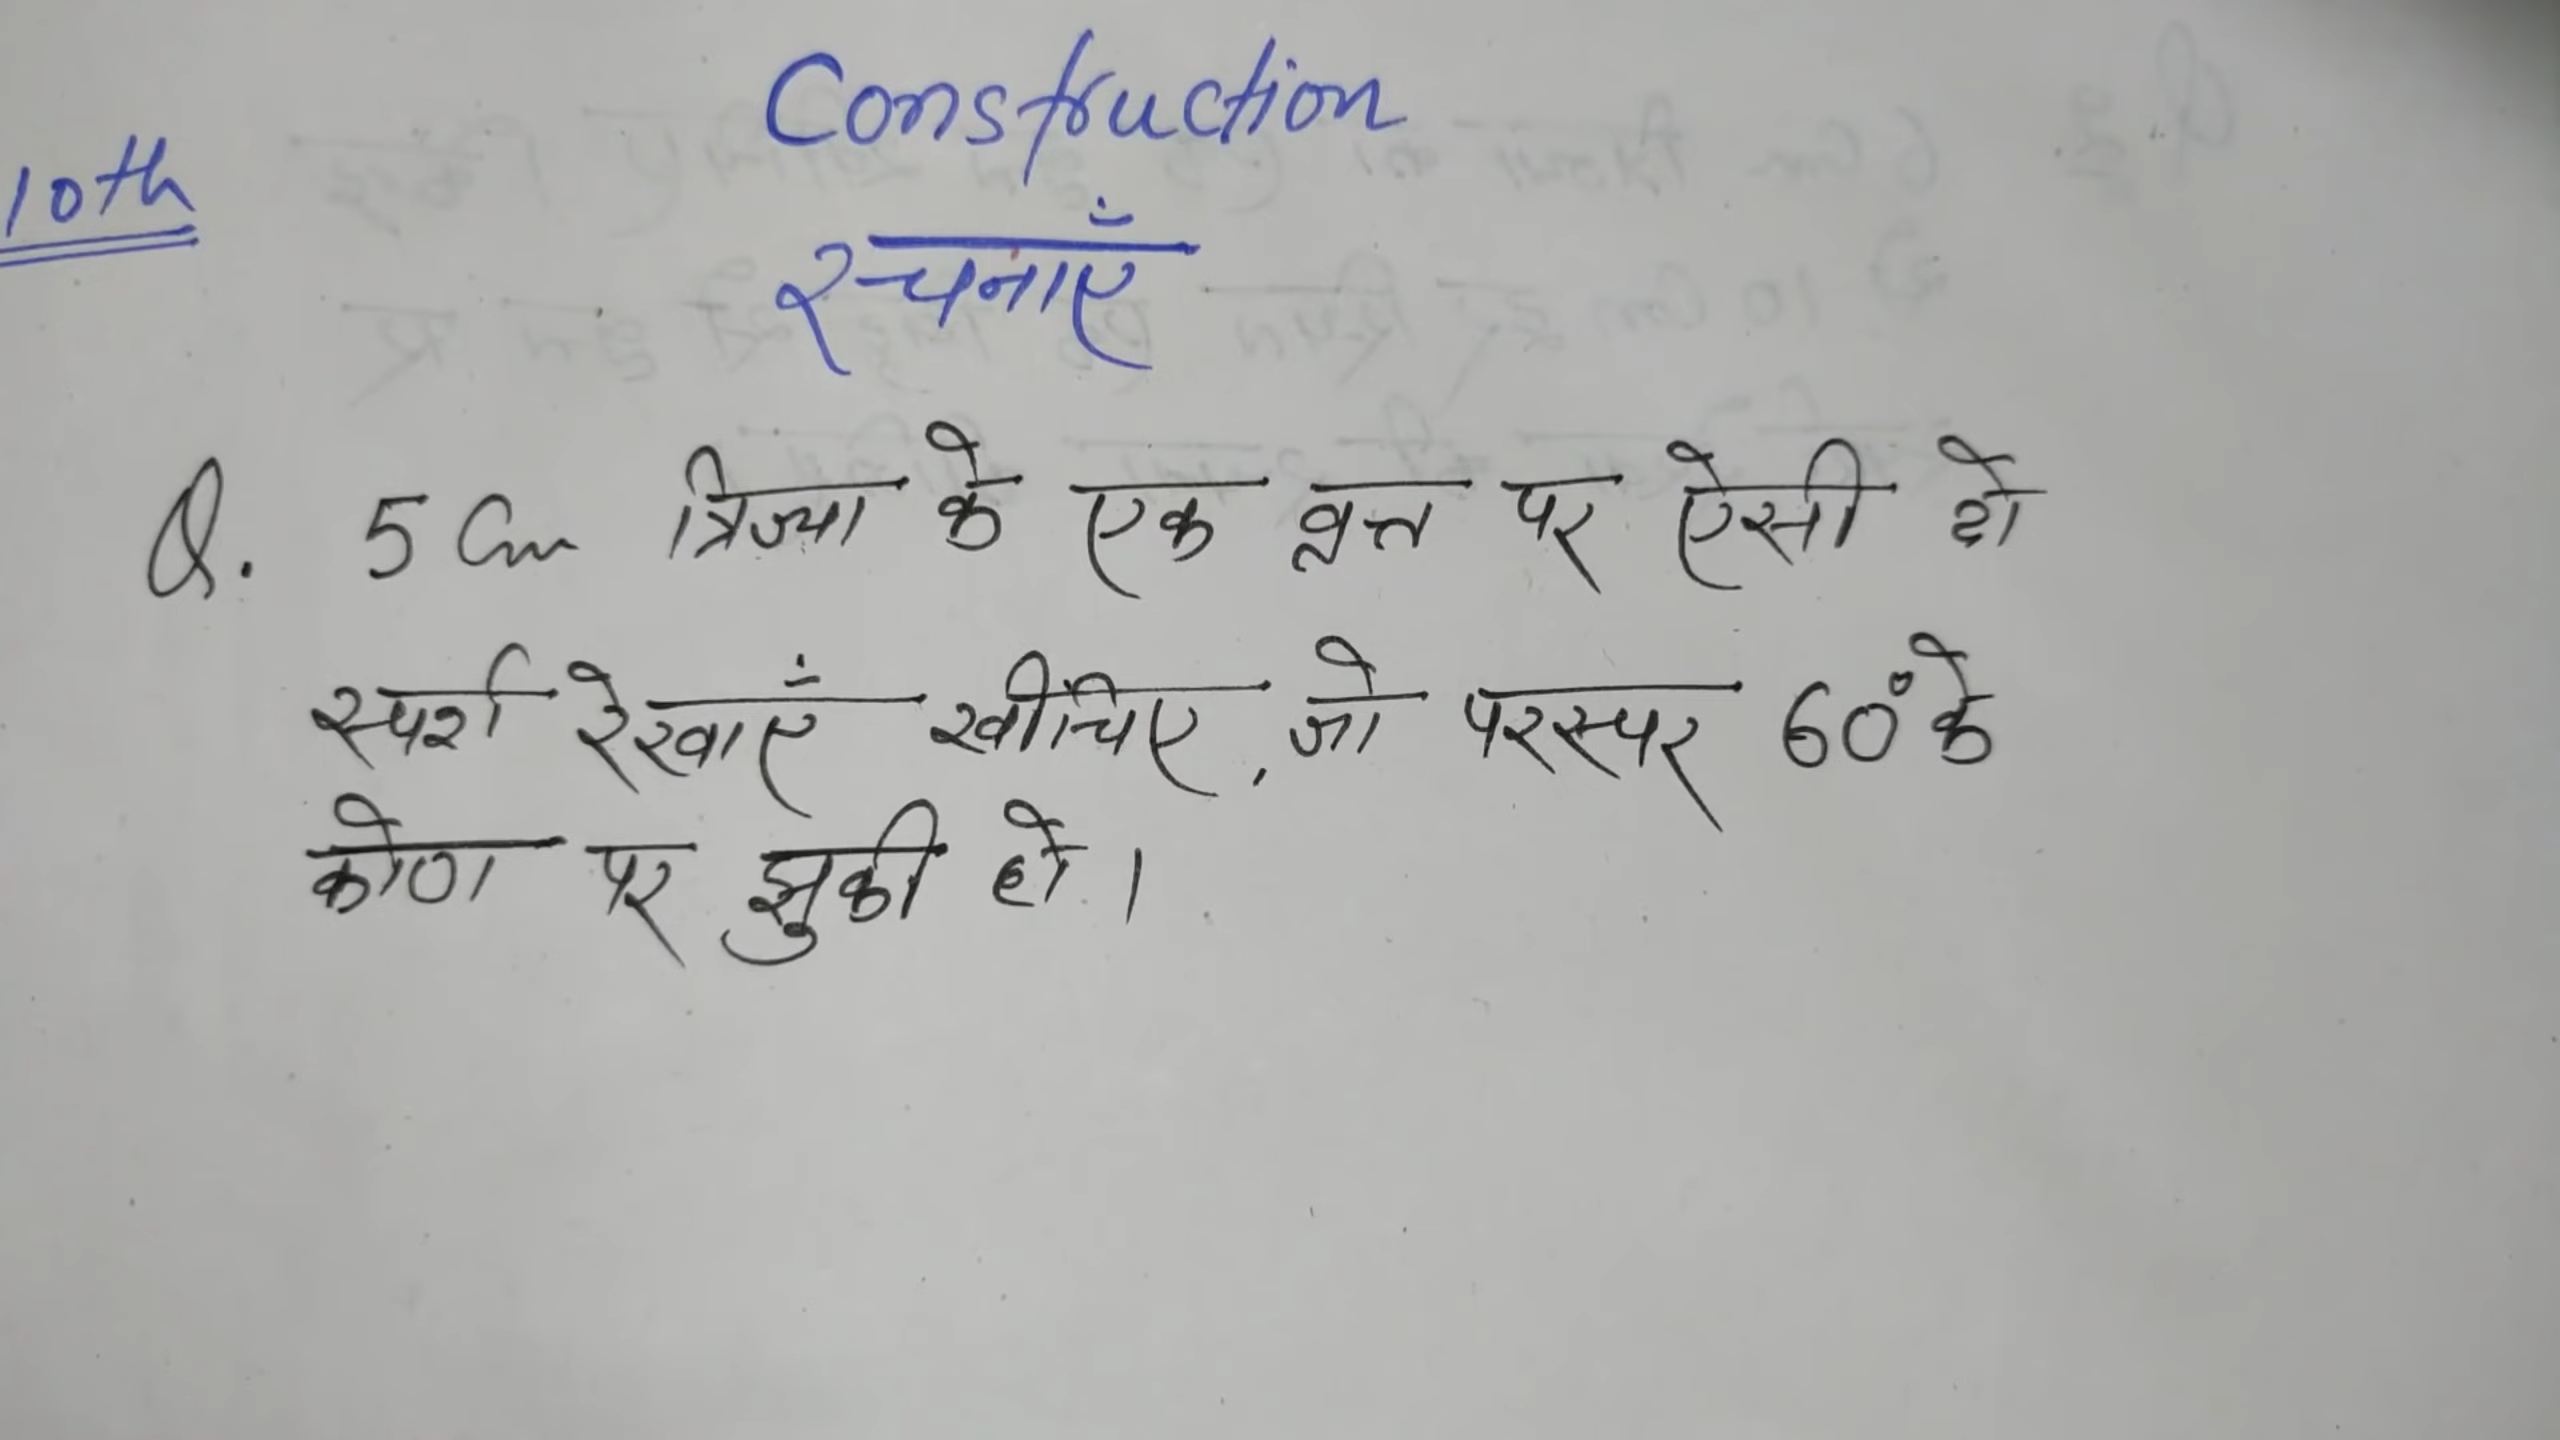 Construction
10th
रचनाएँ
Q. 5 Cm त्रिज्या के एक वृत्त पर ऐसी दो
स्पर्श रेखाएँ खींचिए, जो परस्पर 60° के
कोण पर झुकी हो।